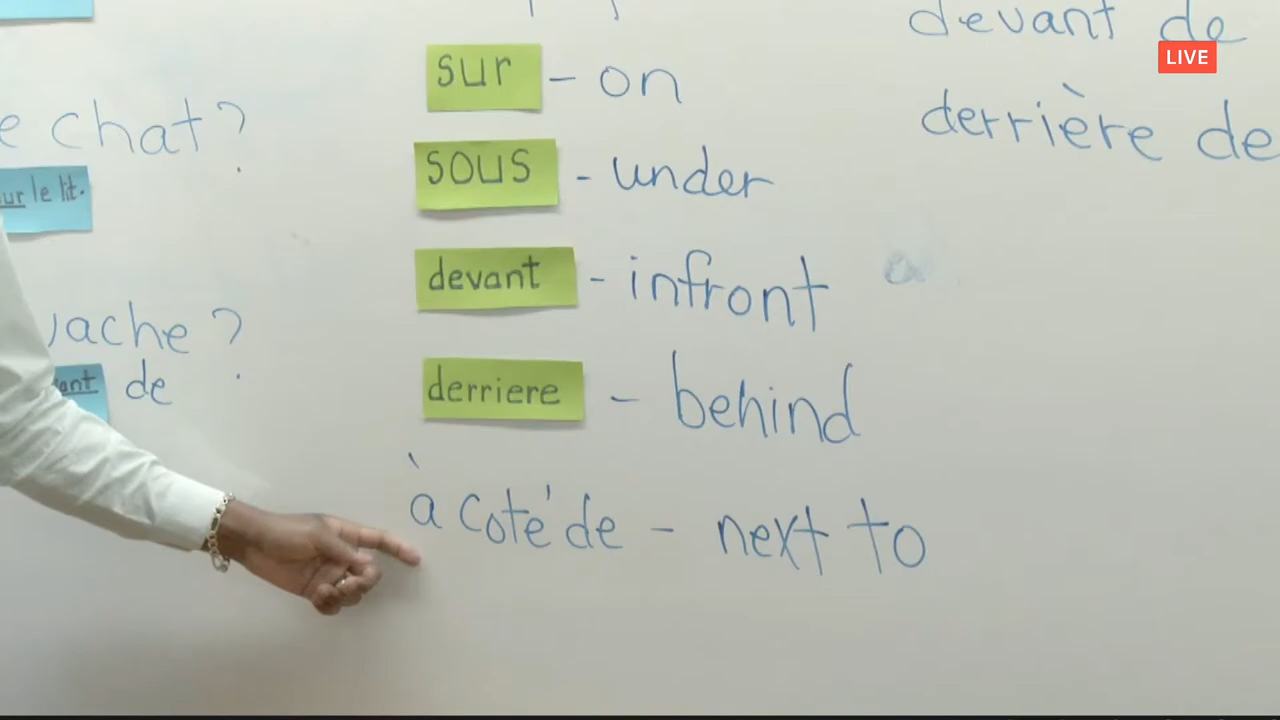 chat?
sur le lit.
vache ?
de
sur - on
sous - under
devant - infront
derriere - behind
à coté de - next to
devant de
LIVE
derrière de